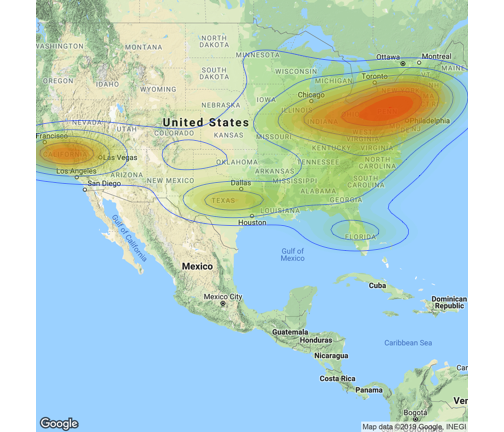 WASHINGTON
MONTANA
NORTH
DAKOTA
MINNESOTA
Ottawa
Montreal
MAINE
OREGON
IDAHO
SOUTH
DAKOTA
WISCONSIN
MICHIGAN
Toronto
WYOMING
NEBRASKA
IOWA
Chicago
ILLINOIS
INDIANA
Philadelphia
NEVADA
UTAH
COLORADO
United States
KANSAS
MISSOURI
KENTUCKY
VIRGINIA
Francisco
CALIFORNIA
Las Vegas
Los Angeles
ARIZONA
NEW MEXICO
OKLAHOMA
ARKANSAS
TENNESSEE
NORTH
CAROLINA
San Diego
Dallas
MISSISSIPPI
SOUTH
CAROLINA
ALABAMA
TEXAS
LOUISIANA
GEORGIA
Houston
Gulf of
California
FLORIDA
Gulf of
Mexico
Mexico
Cuba
Mexico City
Dominican
Republic
Guatemala
Honduras
Caribbean Sea
Nicaragua
Costa Rica
Panama
Car
Ver
Bogotá
Google
Map data ©2019 Google, INEGI